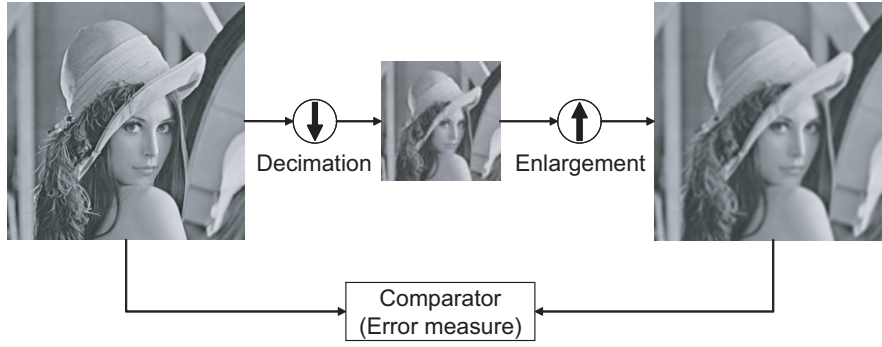 Decimation
Enlargement
Comparator
(Error measure)